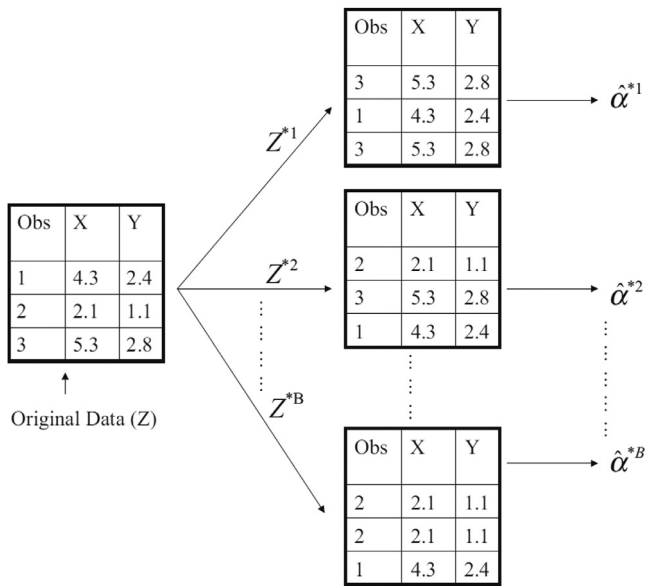 Obs X Y
3 5.3 2.8
1 4.3 2.4
3 5.3 2.8
α̂*1
Z*1
Obs X Y
1 4.3 2.4
2 2.1 1.1
3 5.3 2.8
Original Data (Z)
Z*2
Obs X Y
2 2.1 1.1
3 5.3 2.8
1 4.3 2.4
α̂*2
Z*B
Obs X Y
2 2.1 1.1
2 2.1 1.1
1 4.3 2.4
α̂*B